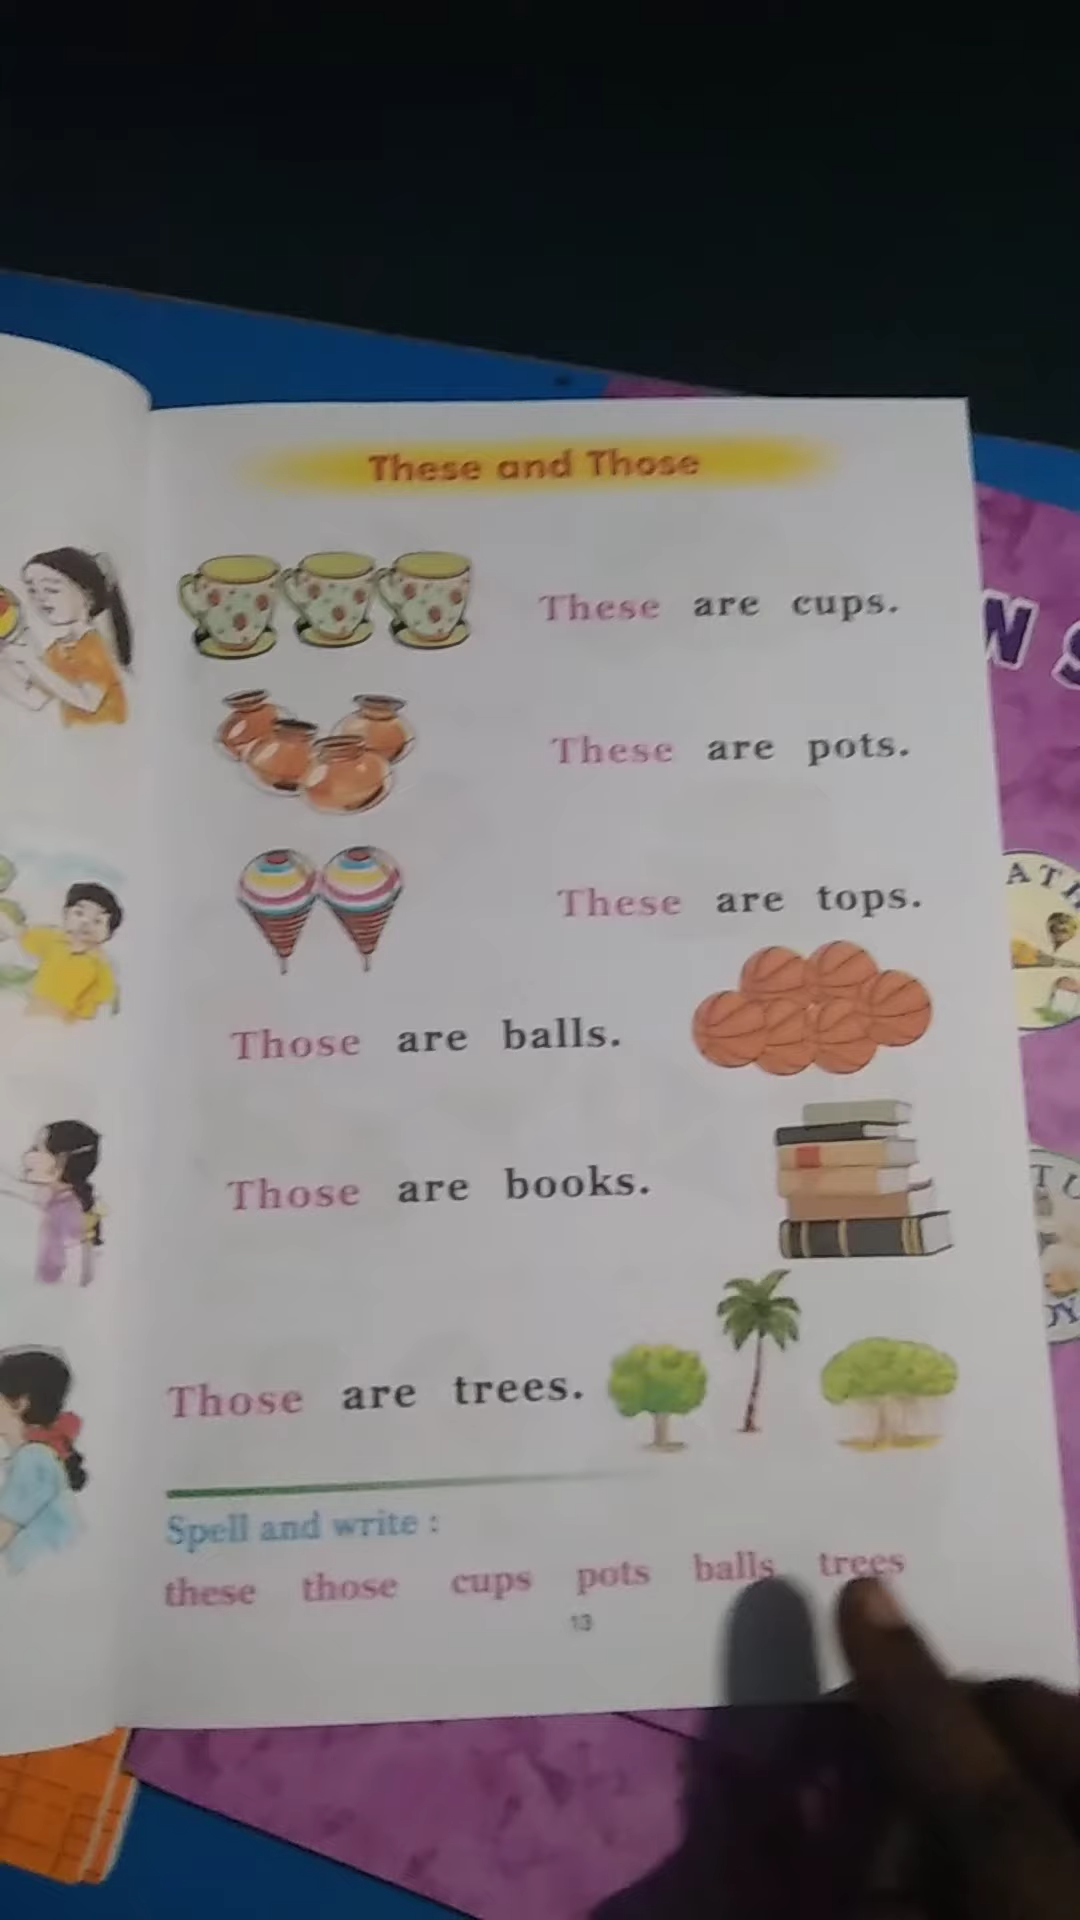 These and Those
These are cups.
These are pots.
These are tops.
Those are balls.
Those are books.
Those are trees.
Spell and write :
these those cups pots balls trees
13